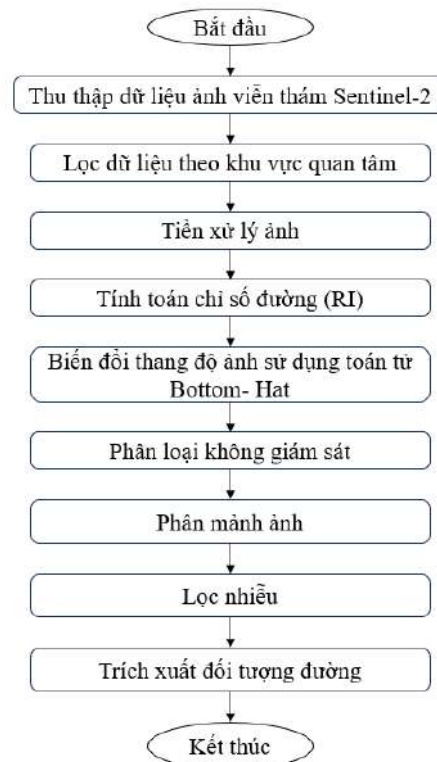 Bắt đầu
Thu thập dữ liệu ảnh viễn thám Sentinel-2
Lọc dữ liệu theo khu vực quan tâm
Tiền xử lý ảnh
Tính toán chỉ số đường (RI)
Biến đổi thang độ ảnh sử dụng toán tử
Bottom- Hat
Phân loại không giám sát
Phân mảnh ảnh
Lọc nhiễu
Trích xuất đối tượng đường
Kết thúc